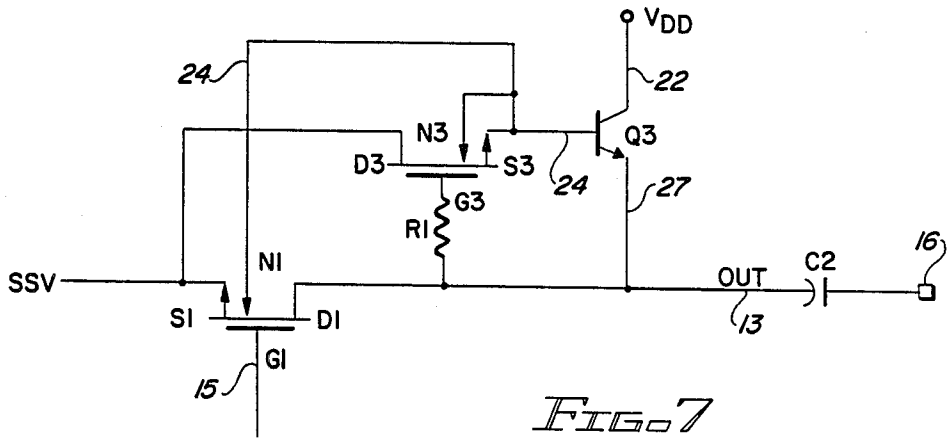 VDD
24
22
N3
Q3
D3
S3
24
27
G3
R1
16
N1
C2
SSV
OUT
S1
D1
13
G1
15
FIG. 7